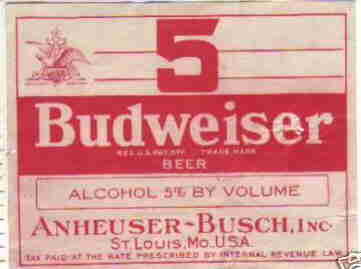 5
Budweiser
REG. U.S. PAT. OFF. TRADE MARK
BEER
ALCOHOL 5% BY VOLUME
ANHEUSER-BUSCH, INC.
ST. LOUIS, MO. U.S.A.
TAX PAID AT THE RATE PRESCRIBED BY INTERNAL REVENUE LAW